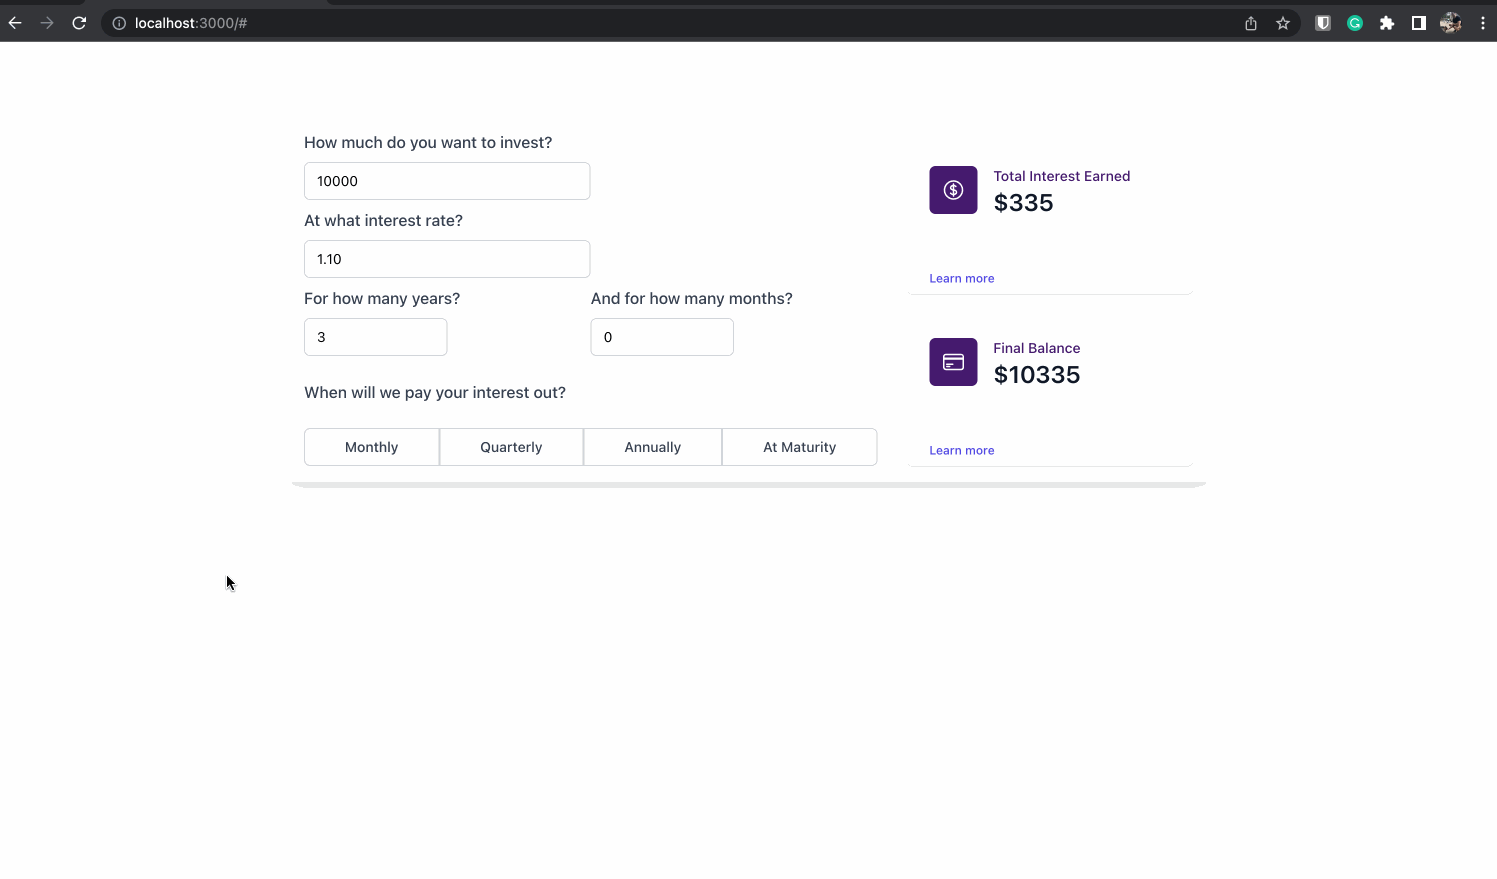 localhost:3000/#
How much do you want to invest?
10000
At what interest rate?
1.10
For how many years?
And for how many months?
3
0
When will we pay your interest out?
Monthly
Quarterly
Annually
At Maturity
Total Interest Earned
$335
Learn more
Final Balance
$10335
Learn more